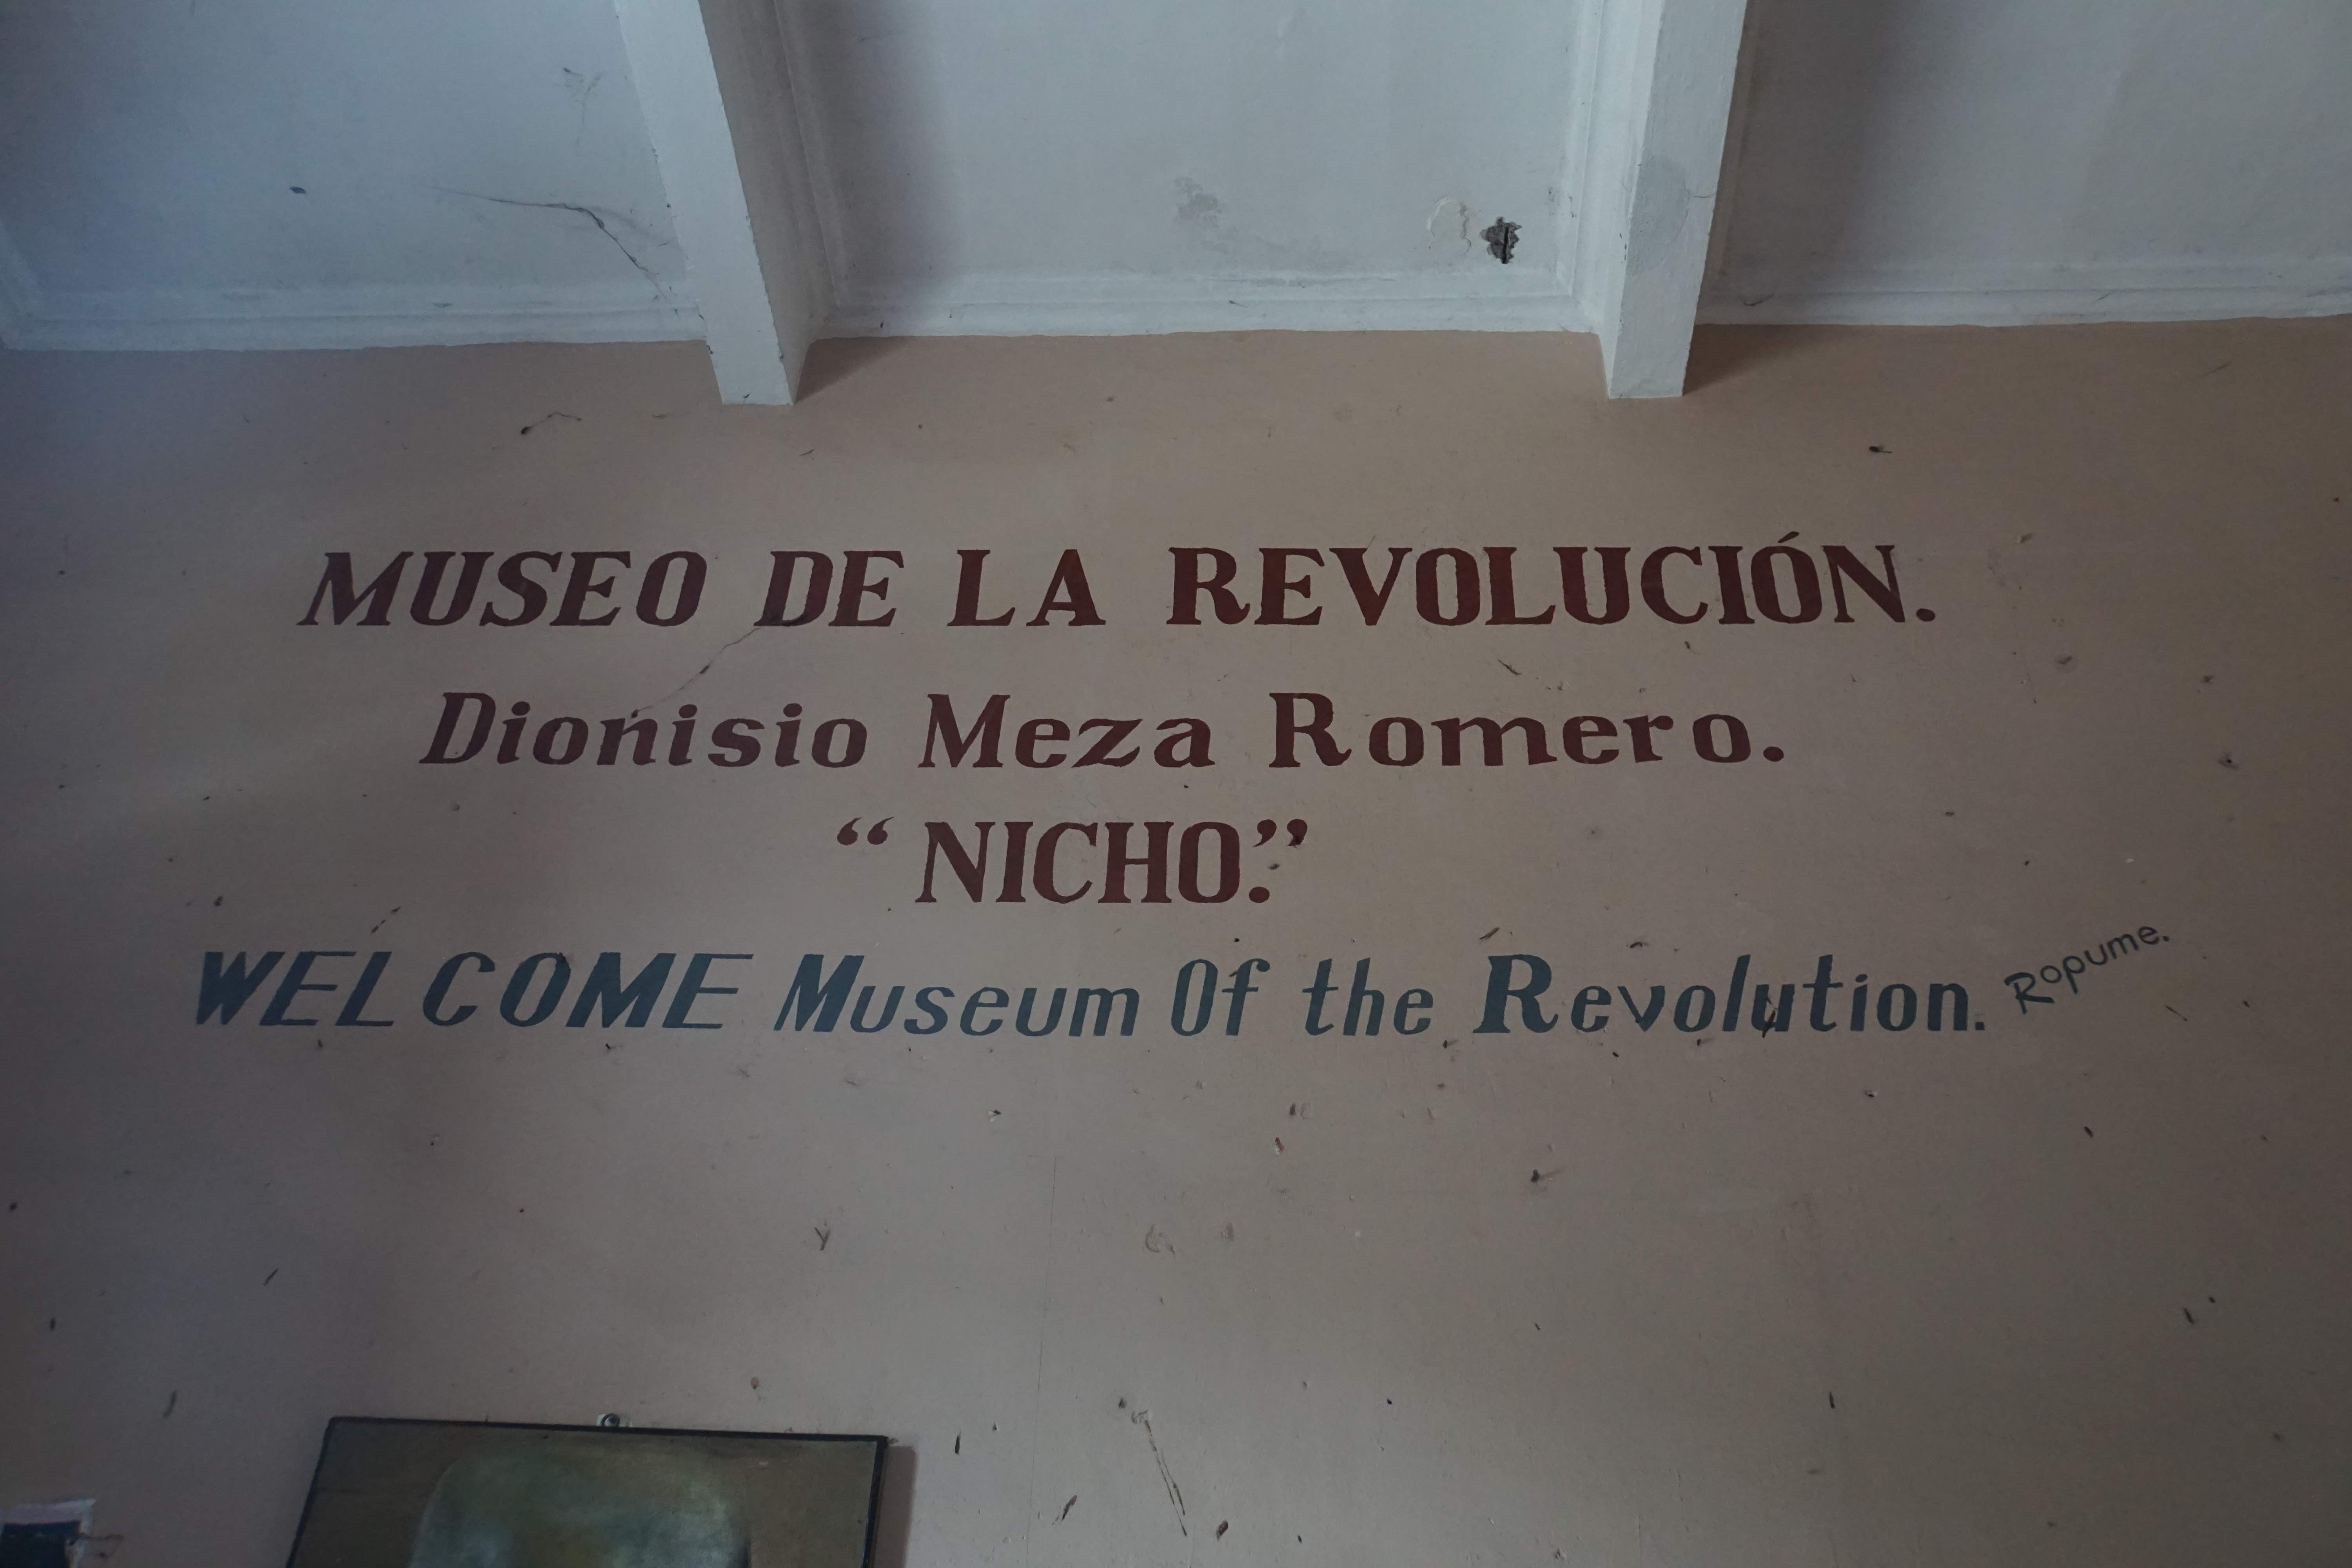 MUSEO DE LA REVOLUCIÓN.
Dionisio Meza Romero.
“NICHO.”
WELCOME Museum Of the Revolution. Ropume.